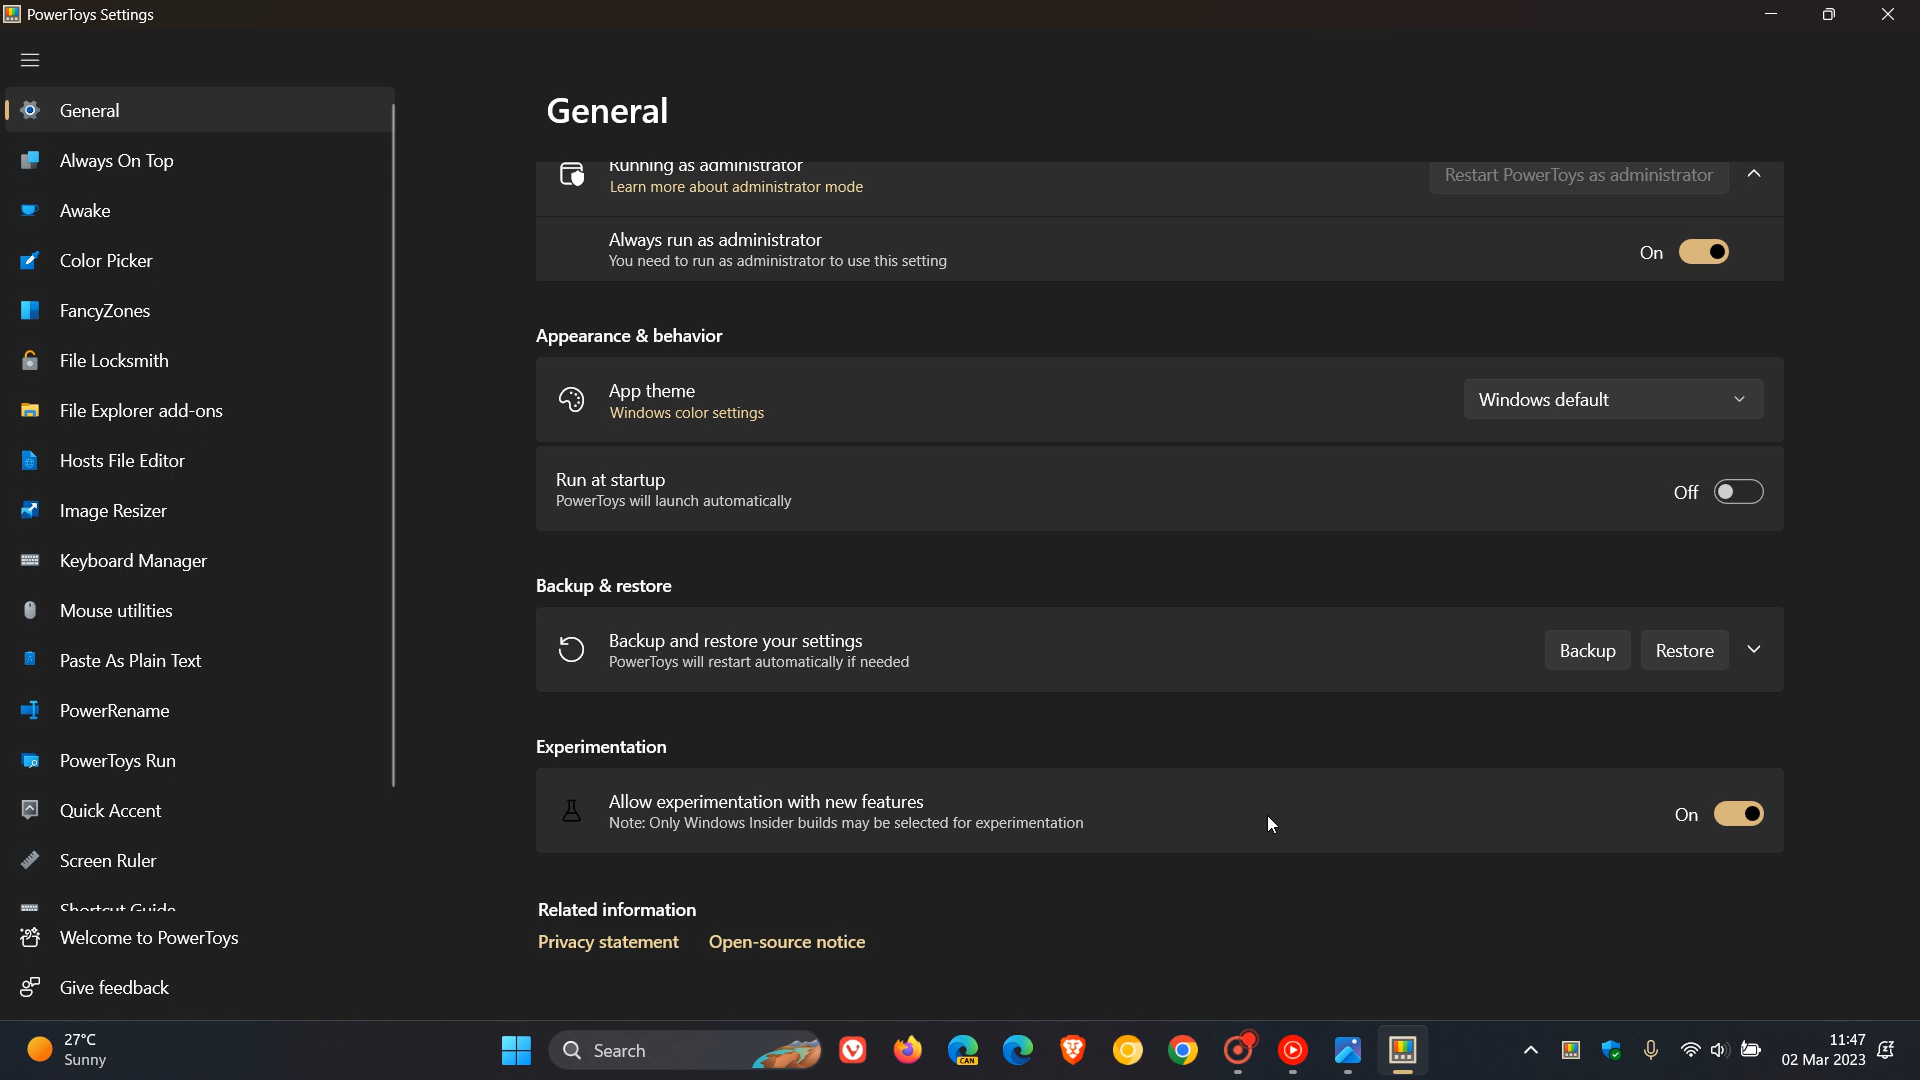 PowerToys Settings
General
Always On Top
Awake
Color Picker
FancyZones
File Locksmith
File Explorer add-ons
Hosts File Editor
Image Resizer
Keyboard Manager
Mouse utilities
Paste As Plain Text
PowerRename
PowerToys Run
Quick Accent
Screen Ruler
Shortcut Guide
Welcome to PowerToys
Give feedback
General
Running as administrator
Learn more about administrator mode
Restart PowerToys as administrator
Always run as administrator
You need to run as administrator to use this setting
On
Appearance & behavior
App theme
Windows color settings
Windows default
Run at startup
PowerToys will launch automatically
Off
Backup & restore
Backup and restore your settings
PowerToys will restart automatically if needed
Backup
Restore
Experimentation
Allow experimentation with new features
Note: Only Windows Insider builds may be selected for experimentation
On
Related information
Privacy statement
Open-source notice
27°C
Sunny
Search
CAN
11:47
02 Mar 2023